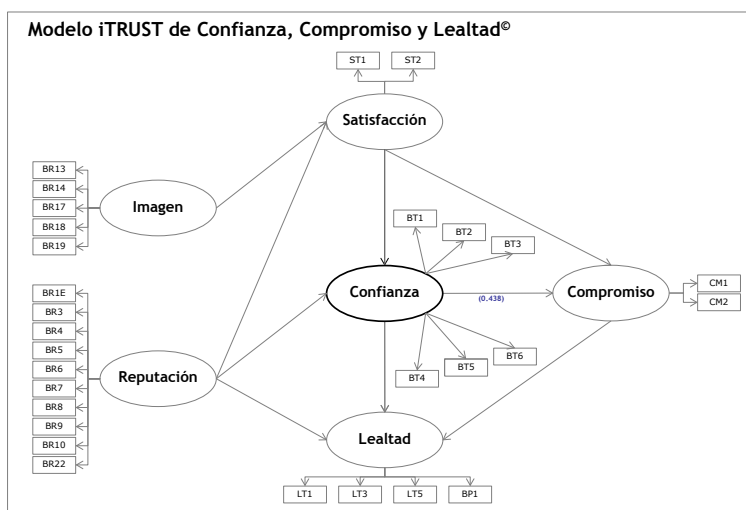 Modelo iTRUST de Confianza, Compromiso y Lealtad©
ST1
ST2
Satisfacción
BR13
BR14
BR17
BR18
BR19
Imagen
BT1
BT2
BT3
BR1E
BR3
BR4
BR5
BR6
BR7
BR8
BR9
BR10
BR22
Reputación
Confianza
(0.438)
Compromiso
CM1
CM2
BT4
BT5
BT6
Lealtad
LT1
LT3
LT5
BP1